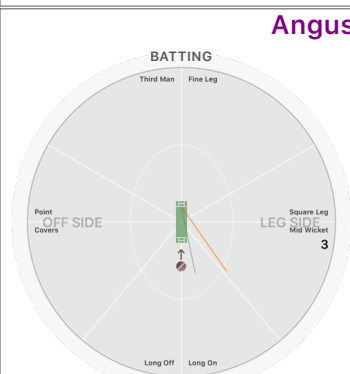 Angus
BATTING
Third Man Fine Leg
Point Square Leg
OFF SIDE LEG SIDE
Covers Mid Wicket
3
Long Off Long On